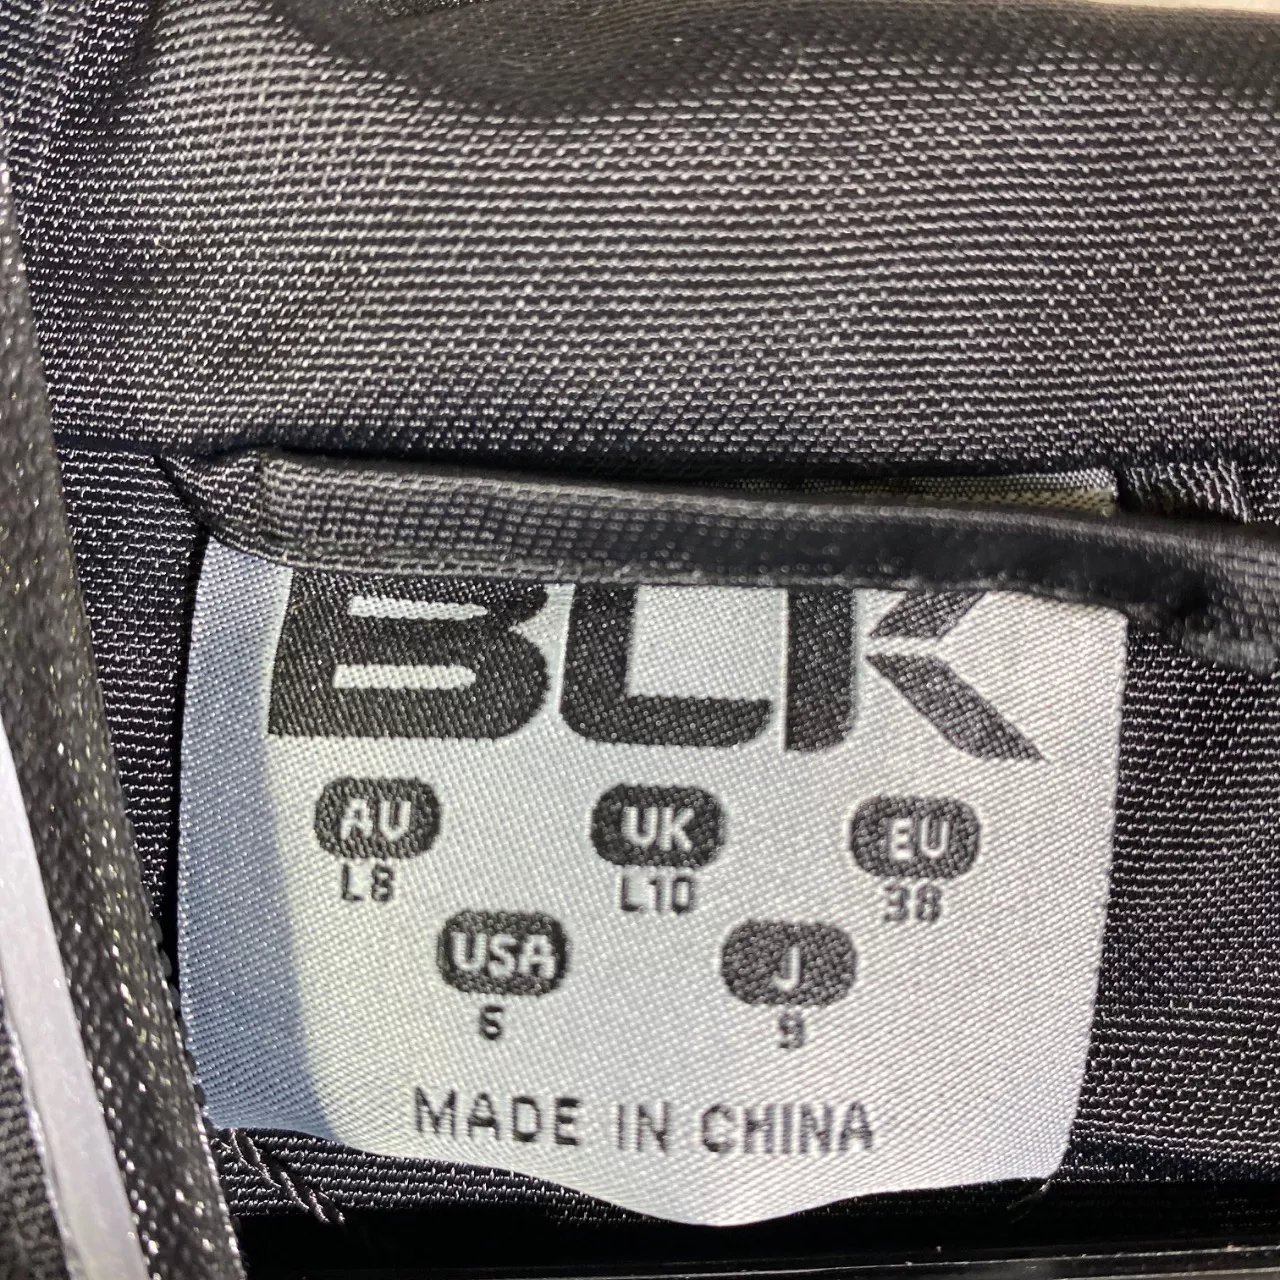 BLK
AU UK EU
L8 L10 38
USA J
6 9
MADE IN CHINA